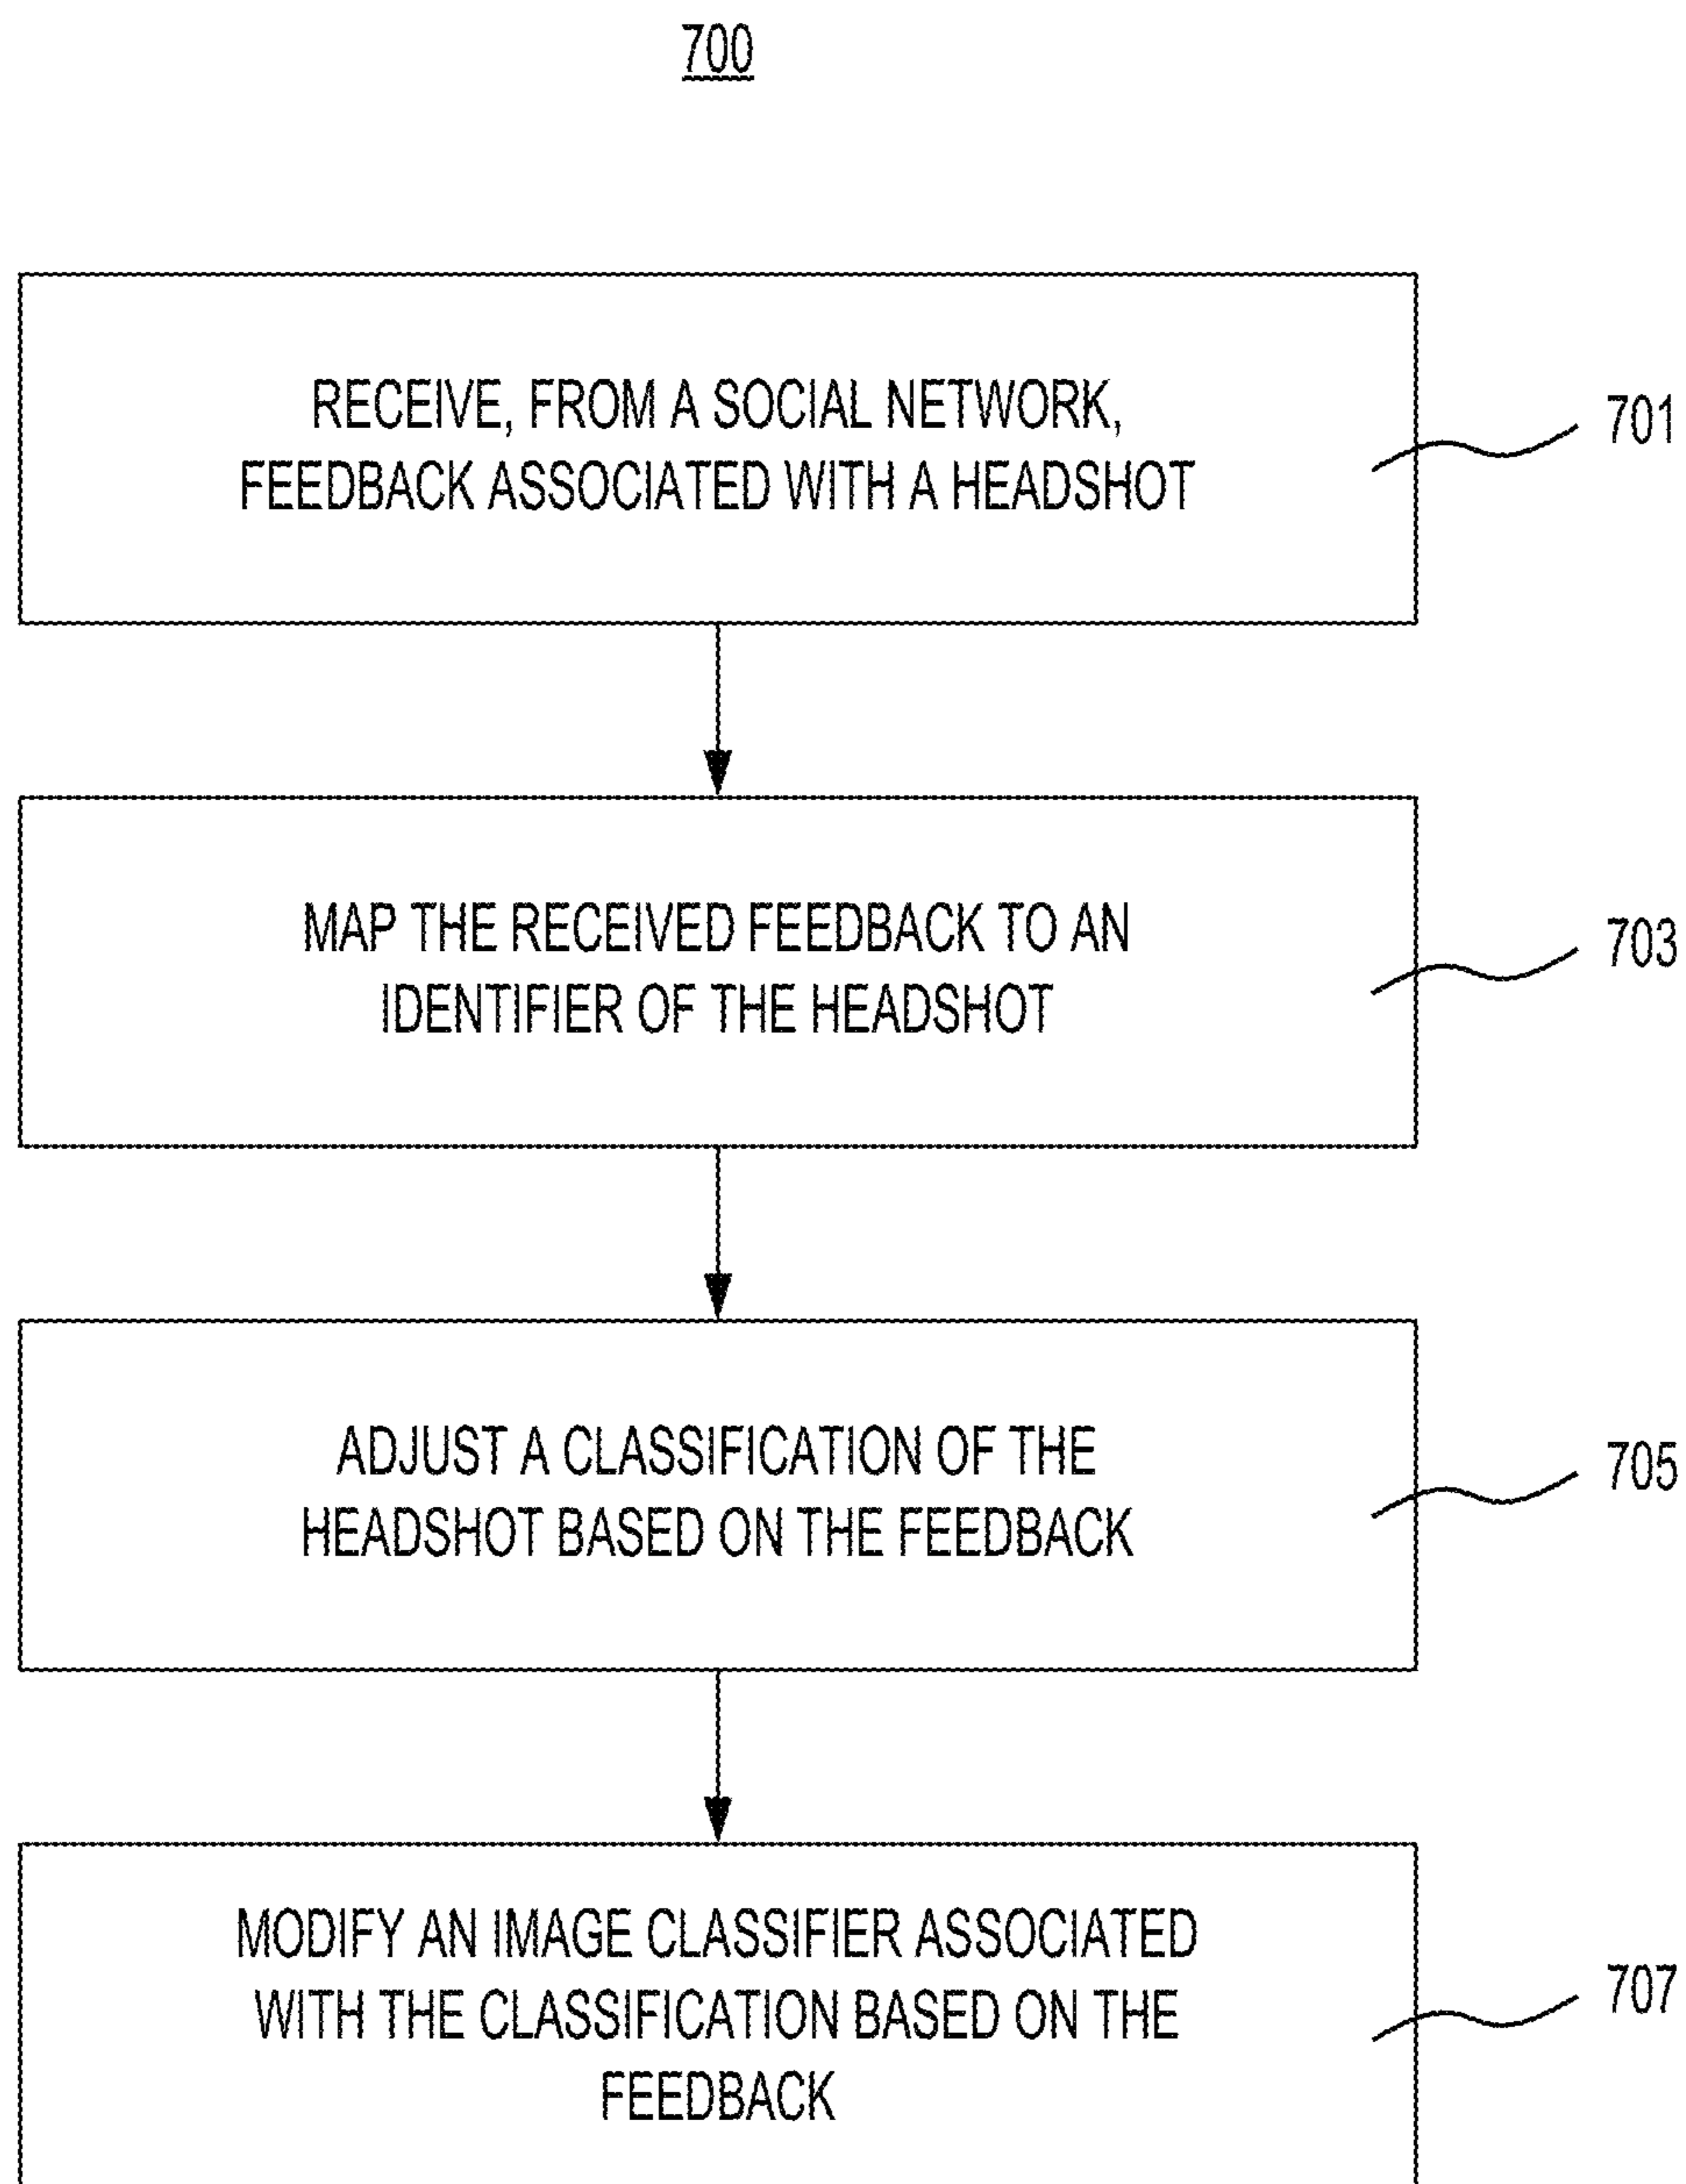 700
RECEIVE, FROM A SOCIAL NETWORK,
FEEDBACK ASSOCIATED WITH A HEADSHOT
701
MAP THE RECEIVED FEEDBACK TO AN
IDENTIFIER OF THE HEADSHOT
703
ADJUST A CLASSIFICATION OF THE
HEADSHOT BASED ON THE FEEDBACK
705
MODIFY AN IMAGE CLASSIFIER ASSOCIATED
WITH THE CLASSIFICATION BASED ON THE
FEEDBACK
707